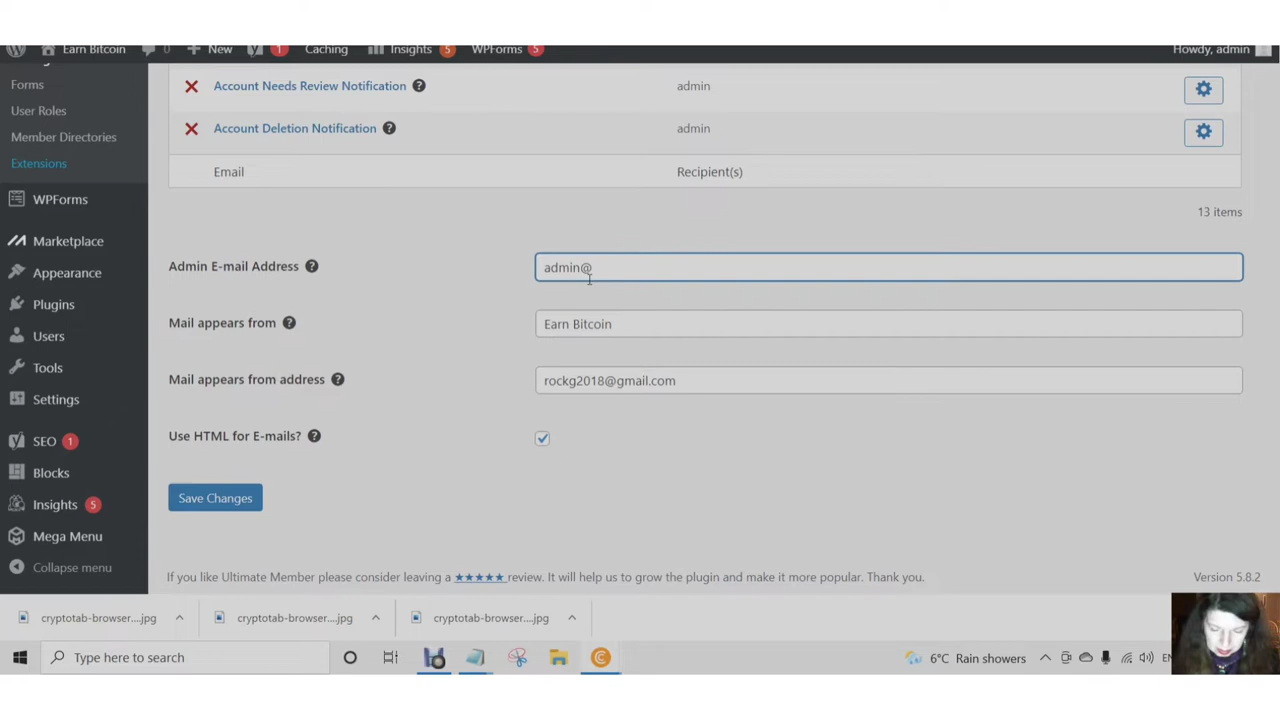 Earn Bitcoin 0 New 1 Caching Insights 5 WPForms 5 Howdy, admin
Forms
User Roles
Member Directories
Extensions
WPForms
Marketplace
Appearance
Plugins
Users
Tools
Settings
SEO 1
Blocks
Insights 5
Mega Menu
Collapse menu
Account Needs Review Notification ? admin
Account Deletion Notification ? admin
Email Recipient(s)
13 items
Admin E-mail Address ? admin@
Mail appears from ? Earn Bitcoin
Mail appears from address ? rockg2018@gmail.com
Use HTML for E-mails? ?
Save Changes
If you like Ultimate Member please consider leaving a ★★★★★ review. It will help us to grow the plugin and make it more popular. Thank you. Version 5.8.2
cryptotab-browser....jpg cryptotab-browser....jpg cryptotab-browser....jpg
Type here to search 6°C Rain showers